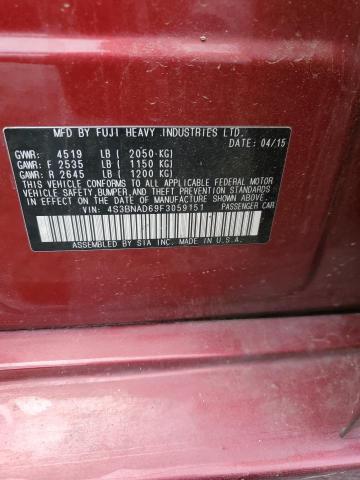 MFD BY FUJI HEAVY INDUSTRIES LTD.
DATE: 04/15
GVWR: 4519 LB ( 2050 KG)
GAWR: F 2535 LB ( 1150 KG)
GAWR: R 2645 LB ( 1200 KG)
THIS VEHICLE CONFORMS TO ALL APPLICABLE FEDERAL MOTOR
VEHICLE SAFETY,BUMPER,AND THEFT PREVENTION STANDARDS
IN EFFECT ON THE DATE OF MANUFACTURE SHOWN ABOVE.
VIN: 4S3BNAD69F3059151 PASSENGER CAR
ASSEMBLED BY SIA INC. MADE IN U.S.A.